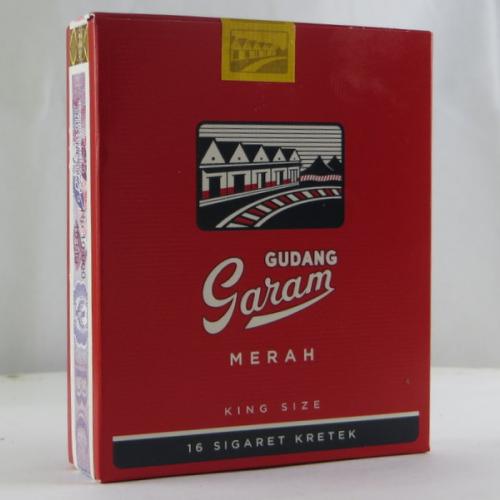 GUDANG
Garam
MERAH
KING SIZE
16 SIGARET KRETEK